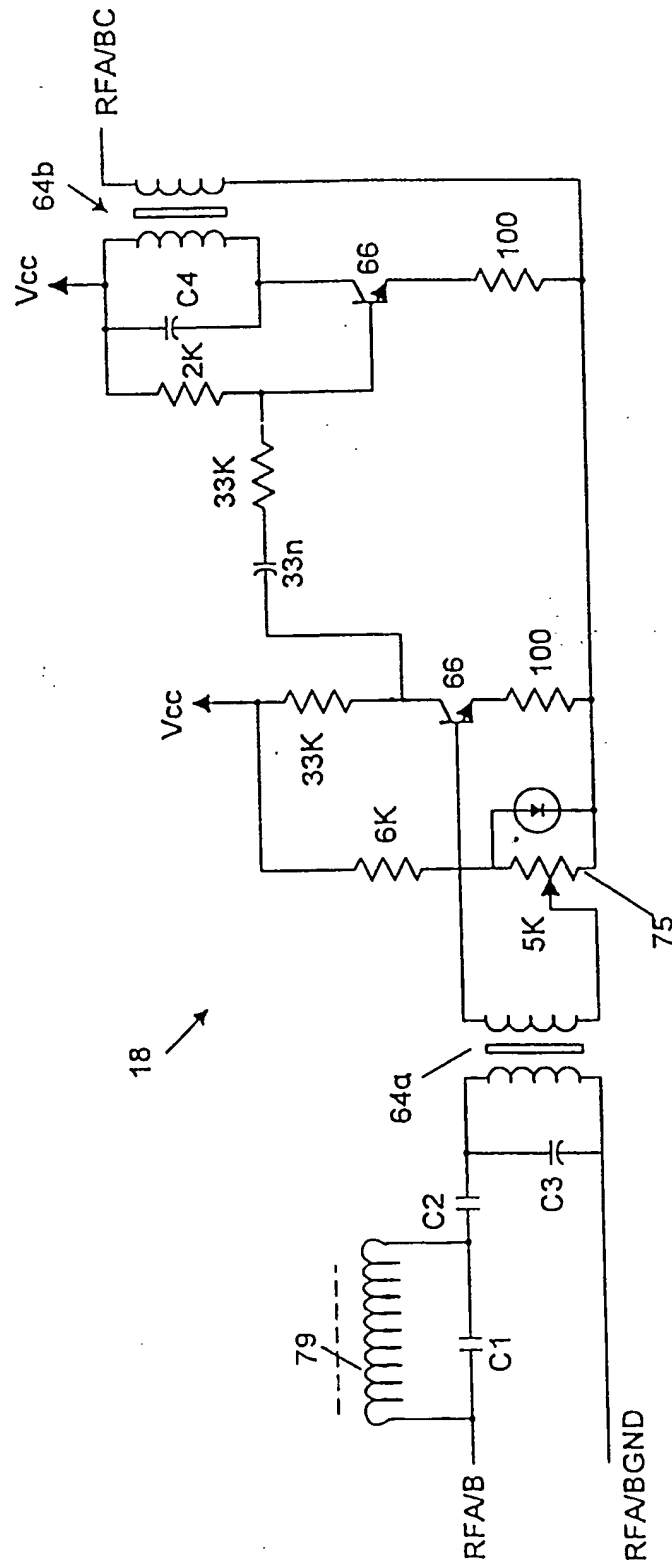 18
79
RFA/B
C1
C2
C3
RFA/BGND
64a
5K
75
6K
33K
Vcc
66
100
33n
33K
2K
C4
Vcc
64b
66
100
RFA/BC